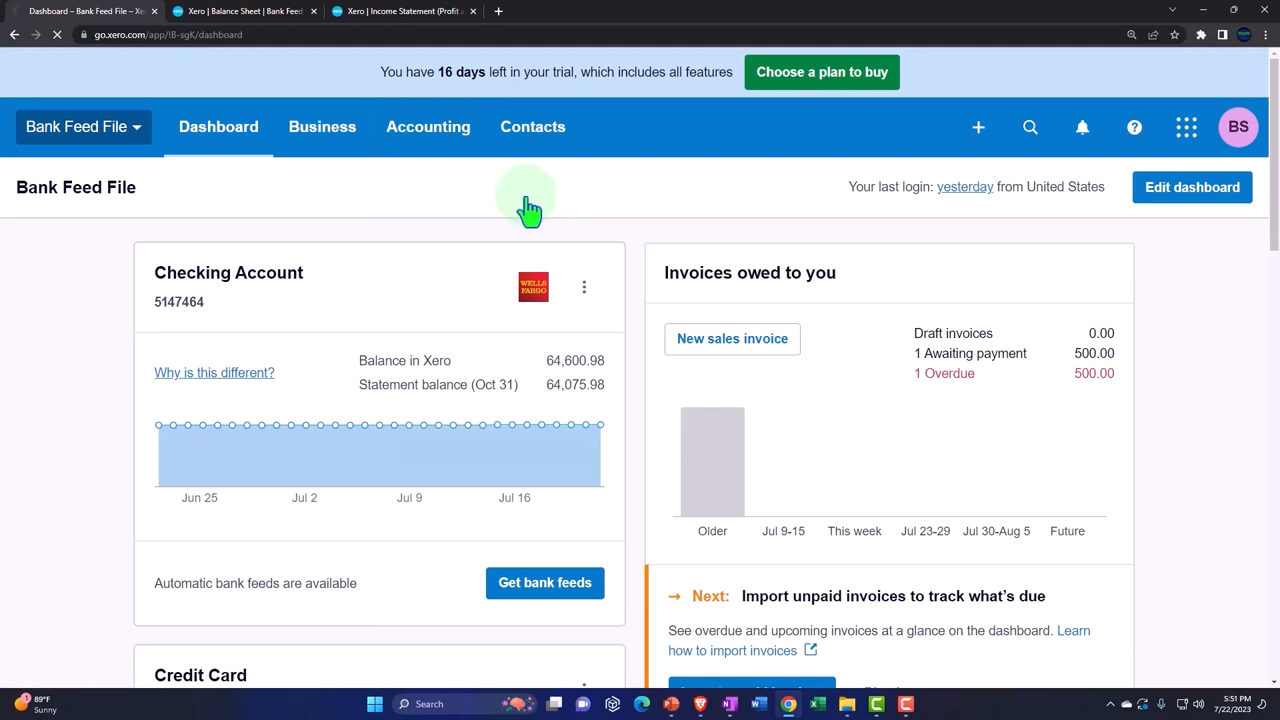 Dashboard – Bank Feed Fil
Xero | Balance Sheet - Bank Feed
Xero | Income Statement (Profit a
go.xero.com/app/!B-sgK/dashboard
You have 16 days left in your trial, which includes all features
Choose a plan to buy
Bank Feed File
Dashboard
Business
Accounting
Contacts
BS
Bank Feed File
Your last login: yesterday from United States
Edit dashboard
Checking Account
5147464
WELLS
FARGO
Why is this different?
Balance in Xero 64,600.98
Statement balance (Oct 31) 64,075.98
Jun 25 Jul 2 Jul 9 Jul 16
Automatic bank feeds are available
Get bank feeds
Credit Card
Invoices owed to you
New sales invoice
Draft invoices 0.00
1 Awaiting payment 500.00
1 Overdue 500.00
Older Jul 9-15 This week Jul 23-29 Jul 30-Aug 5 Future
Next: Import unpaid invoices to track what's due
See overdue and upcoming invoices at a glance on the dashboard. Learn
how to import invoices
89°F
Sunny
Search
1:51 PM
7/22/2023